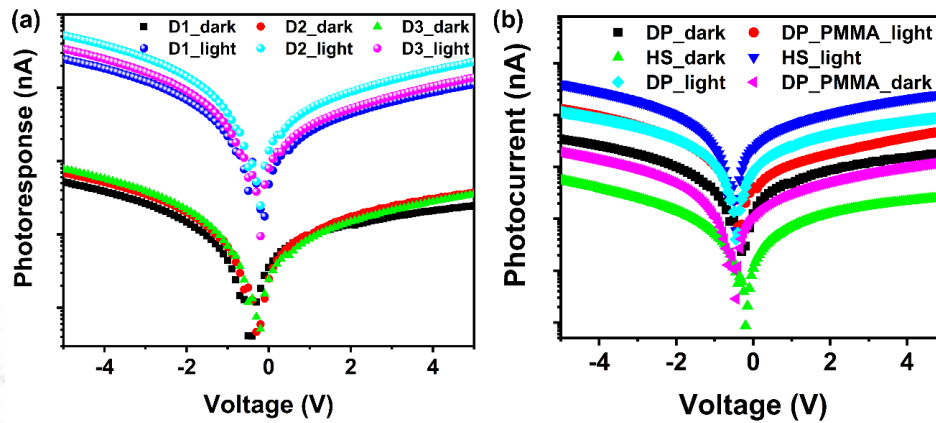 (a)
D1_dark D2_dark D3_dark
D1_light D2_light D3_light
Photoresponse (nA)
-4 -2 0 2 4
Voltage (V)
(b)
DP_dark DP_PMMA_light
HS_dark HS_light
DP_light DP_PMMA_dark
Photocurrent (nA)
-4 -2 0 2 4
Voltage (V)